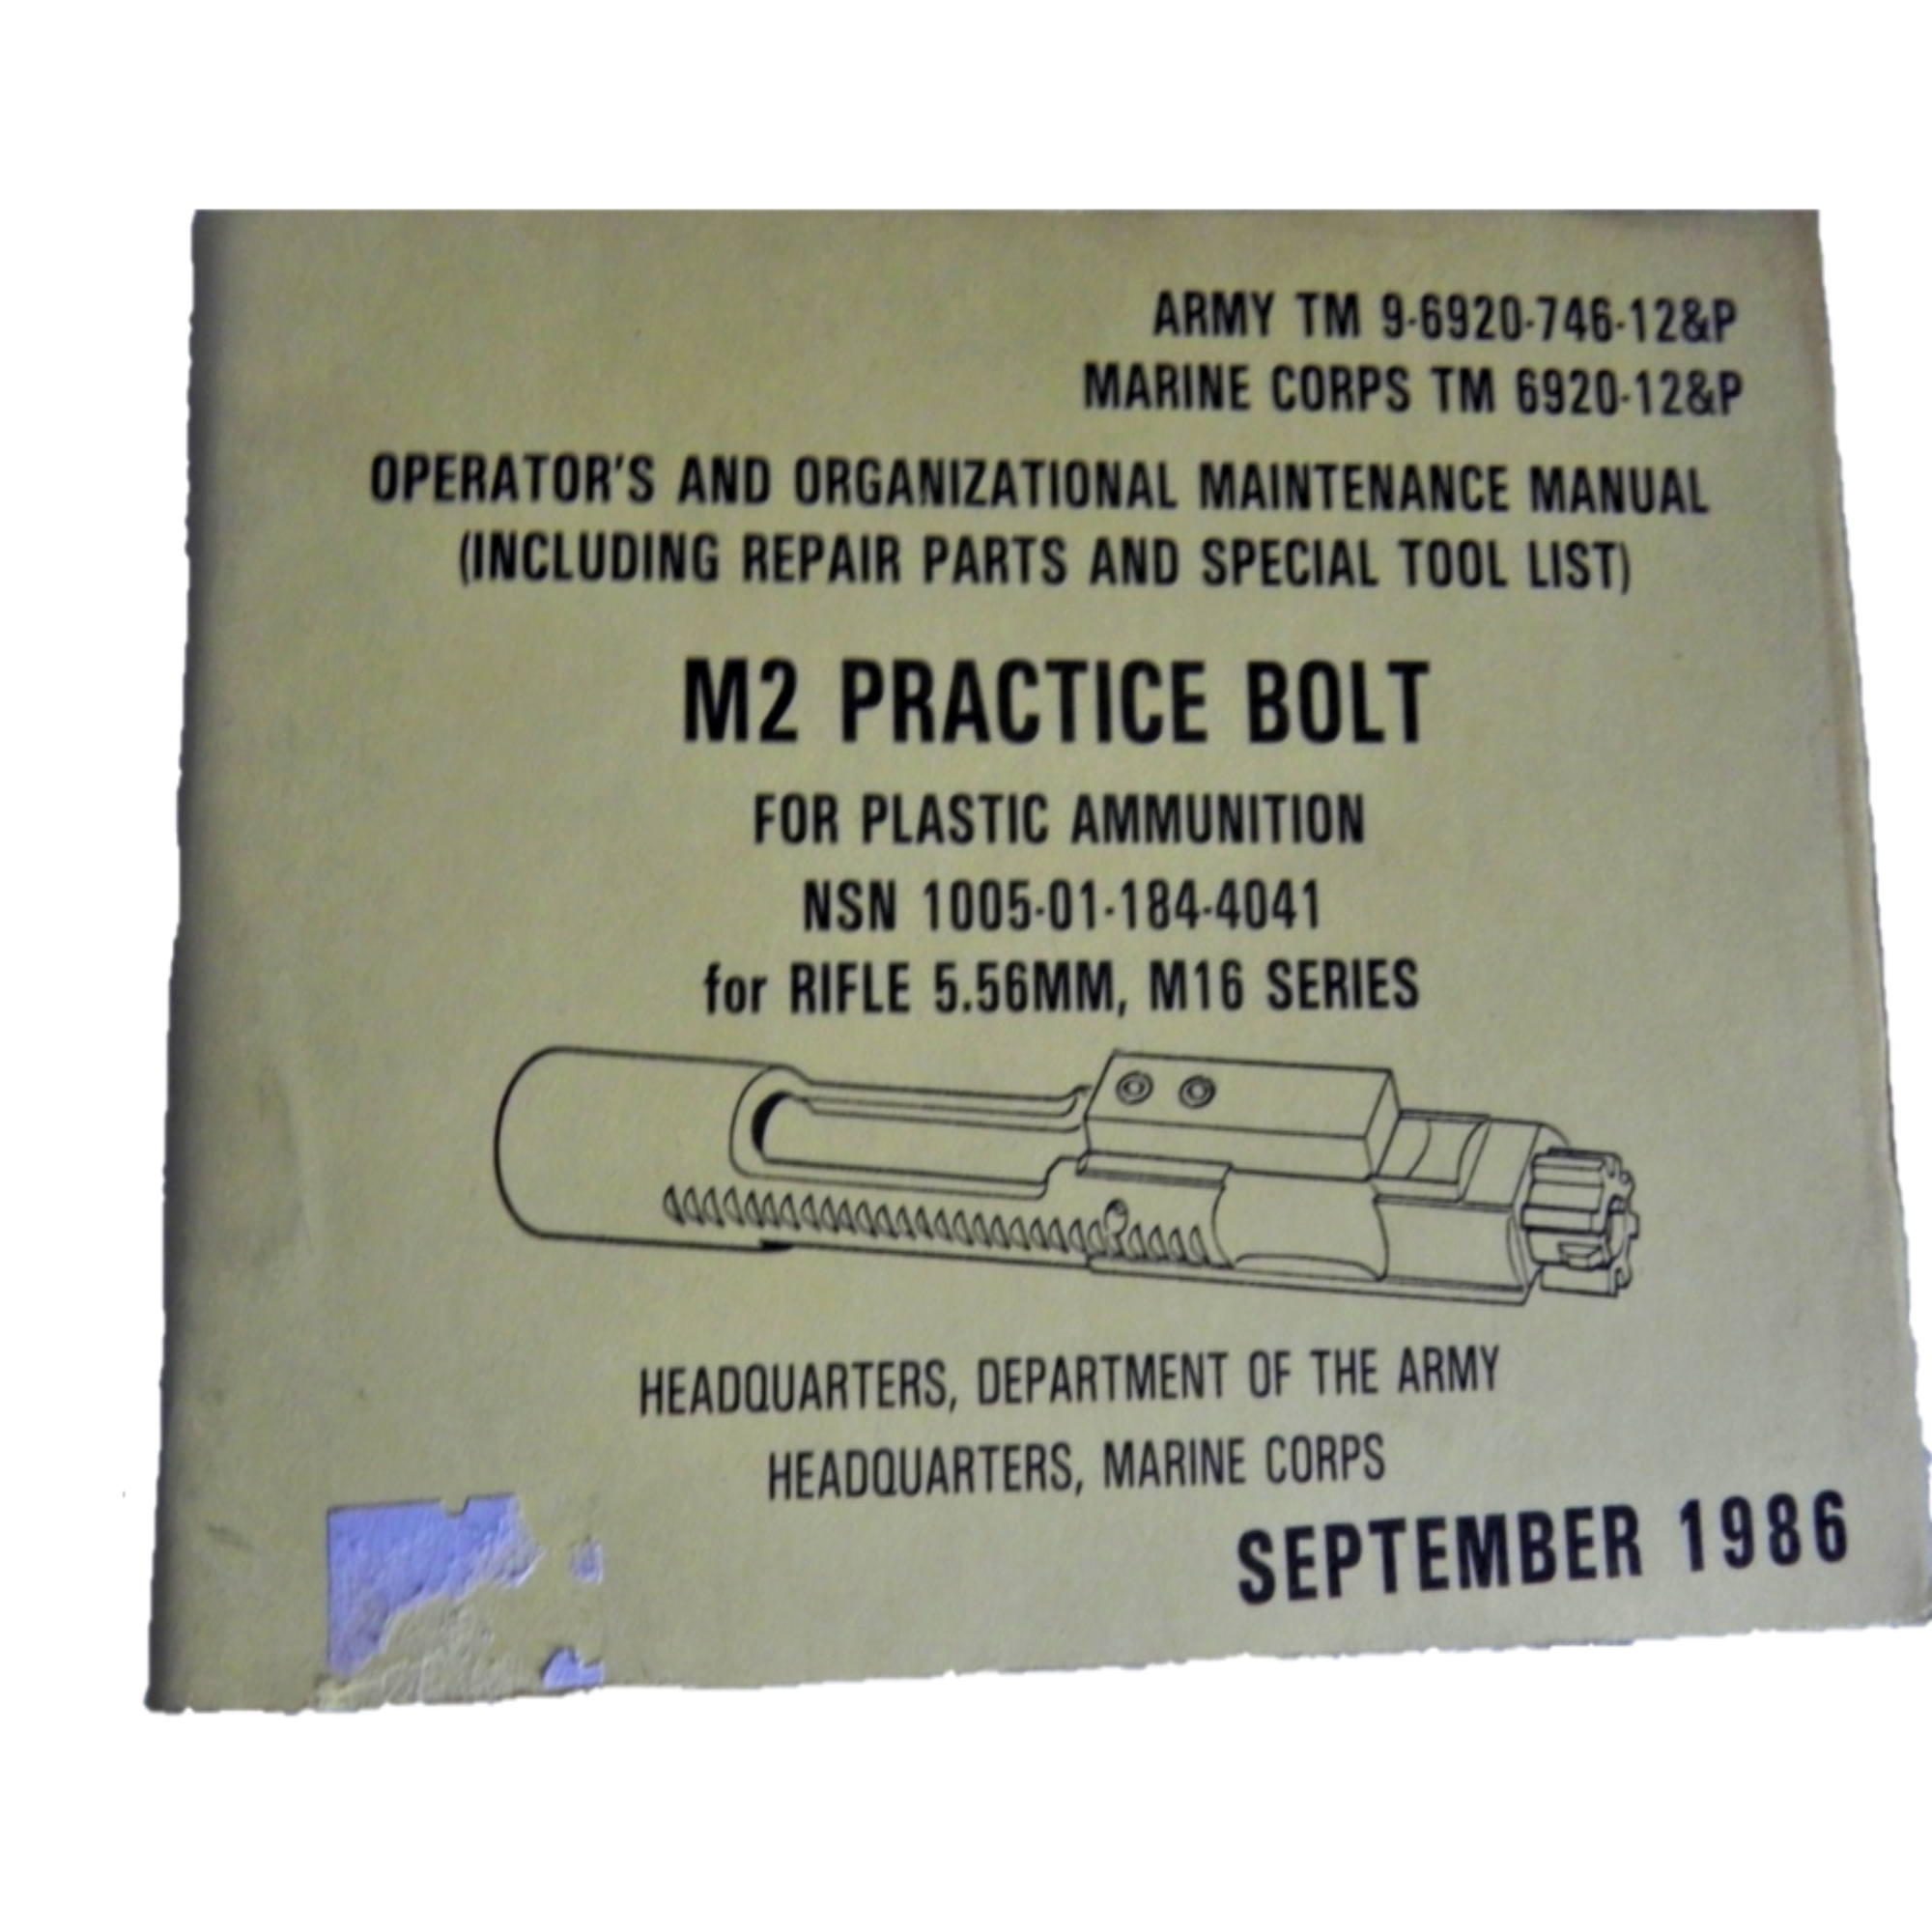 ARMY TM 9-6920-746-12&P
MARINE CORPS TM 6920-12&P
OPERATOR'S AND ORGANIZATIONAL MAINTENANCE MANUAL
(INCLUDING REPAIR PARTS AND SPECIAL TOOL LIST)
M2 PRACTICE BOLT
FOR PLASTIC AMMUNITION
NSN 1005-01-184-4041
for RIFLE 5.56MM, M16 SERIES
HEADQUARTERS, DEPARTMENT OF THE ARMY
HEADQUARTERS, MARINE CORPS
SEPTEMBER 1986